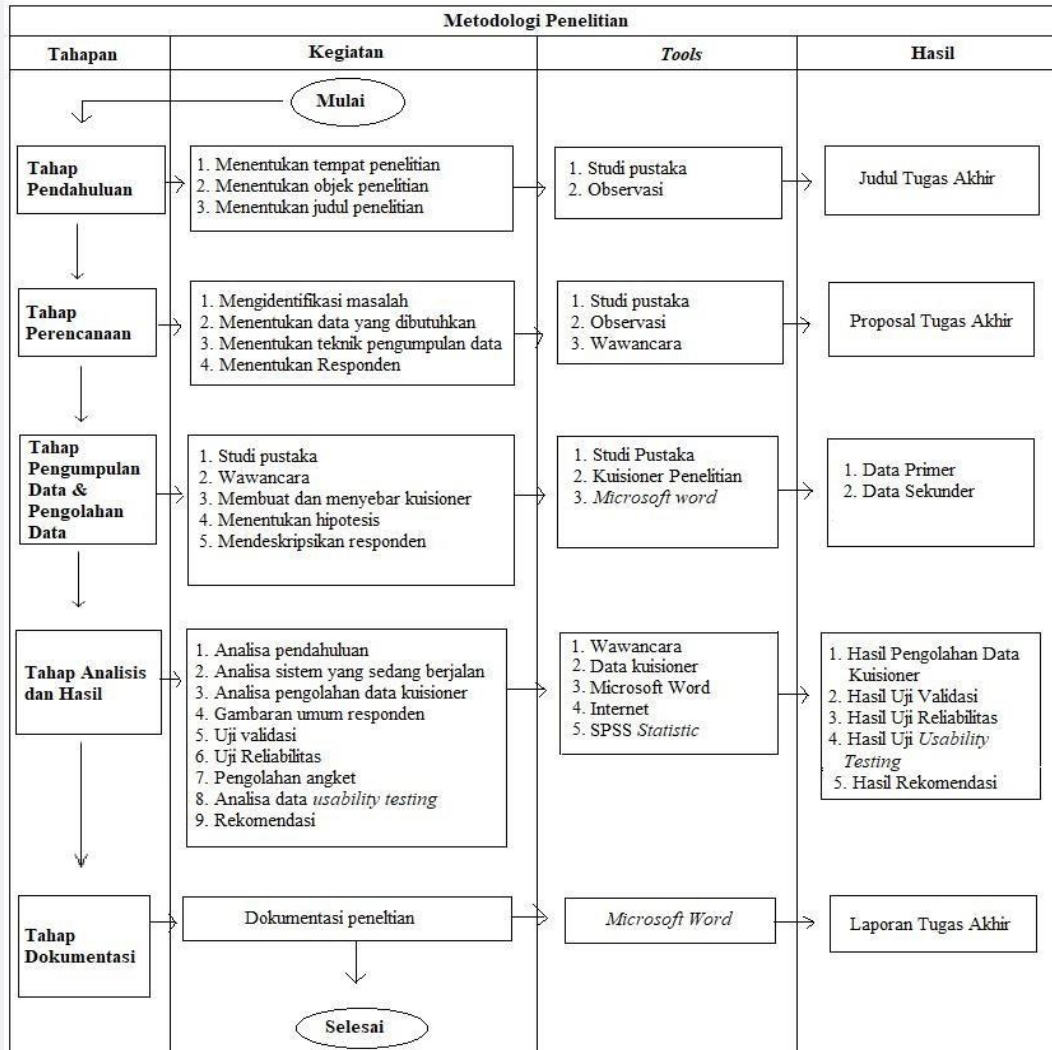 Metodologi Penelitian
Tahapan
Kegiatan
Tools
Hasil
Mulai
Tahap
Pendahuluan
1. Menentukan tempat penelitian
2. Menentukan objek penelitian
3. Menentukan judul penelitian
1. Studi pustaka
2. Observasi
Judul Tugas Akhir
Tahap
Perencanaan
1. Mengidentifikasi masalah
2. Menentukan data yang dibutuhkan
3. Menentukan teknik pengumpulan data
4. Menentukan Responden
1. Studi pustaka
2. Observasi
3. Wawancara
Proposal Tugas Akhir
Tahap
Pengumpulan
Data &
Pengolahan
Data
1. Studi pustaka
2. Wawancara
3. Membuat dan menyebar kuisioner
4. Menentukan hipotesis
5. Mendeskripsikan responden
1. Studi Pustaka
2. Kuisioner Penelitian
3. Microsoft word
1. Data Primer
2. Data Sekunder
Tahap Analisis
dan Hasil
1. Analisa pendahuluan
2. Analisa sistem yang sedang berjalan
3. Analisa pengolahan data kuisioner
4. Gambaran umum responden
5. Uji validasi
6. Uji Reliabilitas
7. Pengolahan angket
8. Analisa data usability testing
9. Rekomendasi
1. Wawancara
2. Data kuisioner
3. Microsoft Word
4. Internet
5. SPSS Statistic
1. Hasil Pengolahan Data
Kuisioner
2. Hasil Uji Validasi
3. Hasil Uji Reliabilitas
4. Hasil Uji Usability
Testing
5. Hasil Rekomendasi
Tahap
Dokumentasi
Dokumentasi peneltian
Microsoft Word
Laporan Tugas Akhir
Selesai